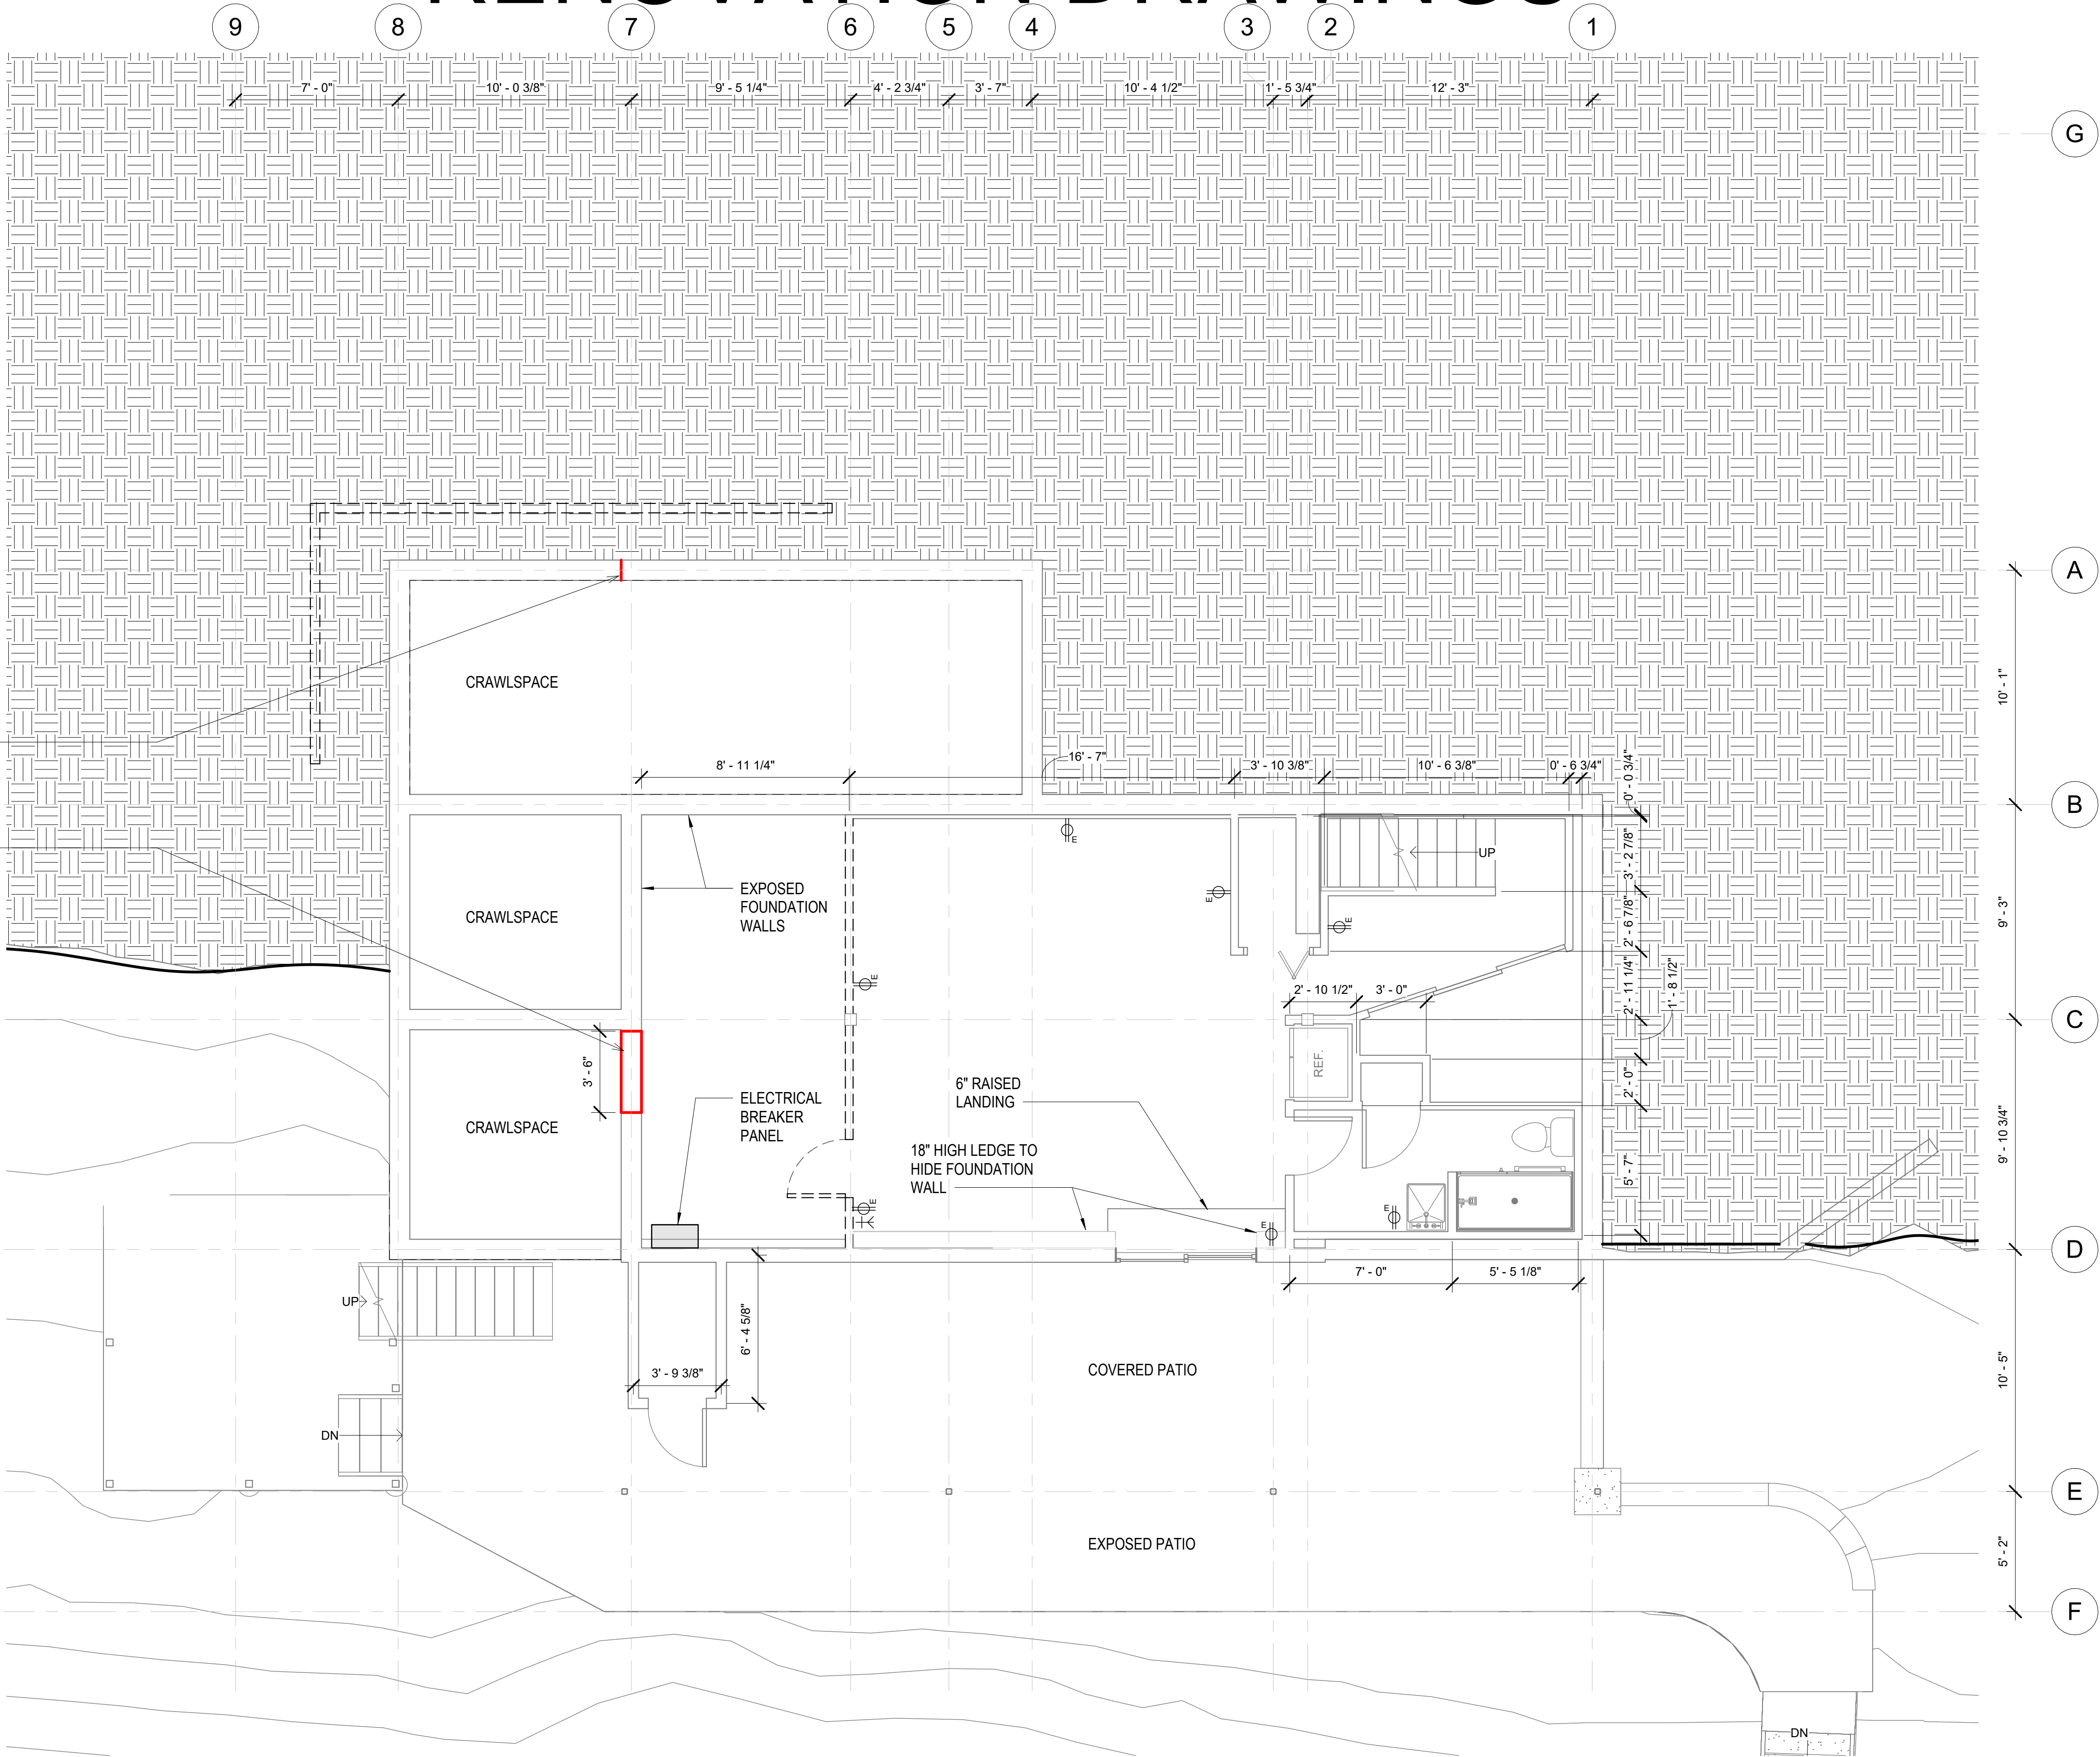 RENOVATION DRAWINGS
9
8
7
6
5
4
3
2
1
7' - 0"
10' - 0 3/8"
9' - 5 1/4"
4' - 2 3/4"
3' - 7"
10' - 4 1/2"
1' - 5 3/4"
12' - 3"
G
A
10' - 1"
CRAWLSPACE
8' - 11 1/4"
16' - 7"
3' - 10 3/8"
10' - 6 3/8"
0' - 6 3/4"
0' - 0 3/4"
B
3' - 2 7/8"
UP
E
E
E
EXPOSED
FOUNDATION
WALLS
CRAWLSPACE
9' - 3"
2' - 6 7/8"
E
2' - 11 1/4"
1' - 8 1/2"
2' - 10 1/2"
3' - 0"
C
3' - 6"
REF.
6" RAISED
LANDING
2' - 0"
ELECTRICAL
BREAKER
PANEL
CRAWLSPACE
18" HIGH LEDGE TO
HIDE FOUNDATION
WALL
9' - 10 3/4"
5' - 7"
E
E
E
D
7' - 0"
5' - 5 1/8"
UP
6' - 4 5/8"
3' - 9 3/8"
COVERED PATIO
10' - 5"
DN
E
EXPOSED PATIO
5' - 2"
F
DN